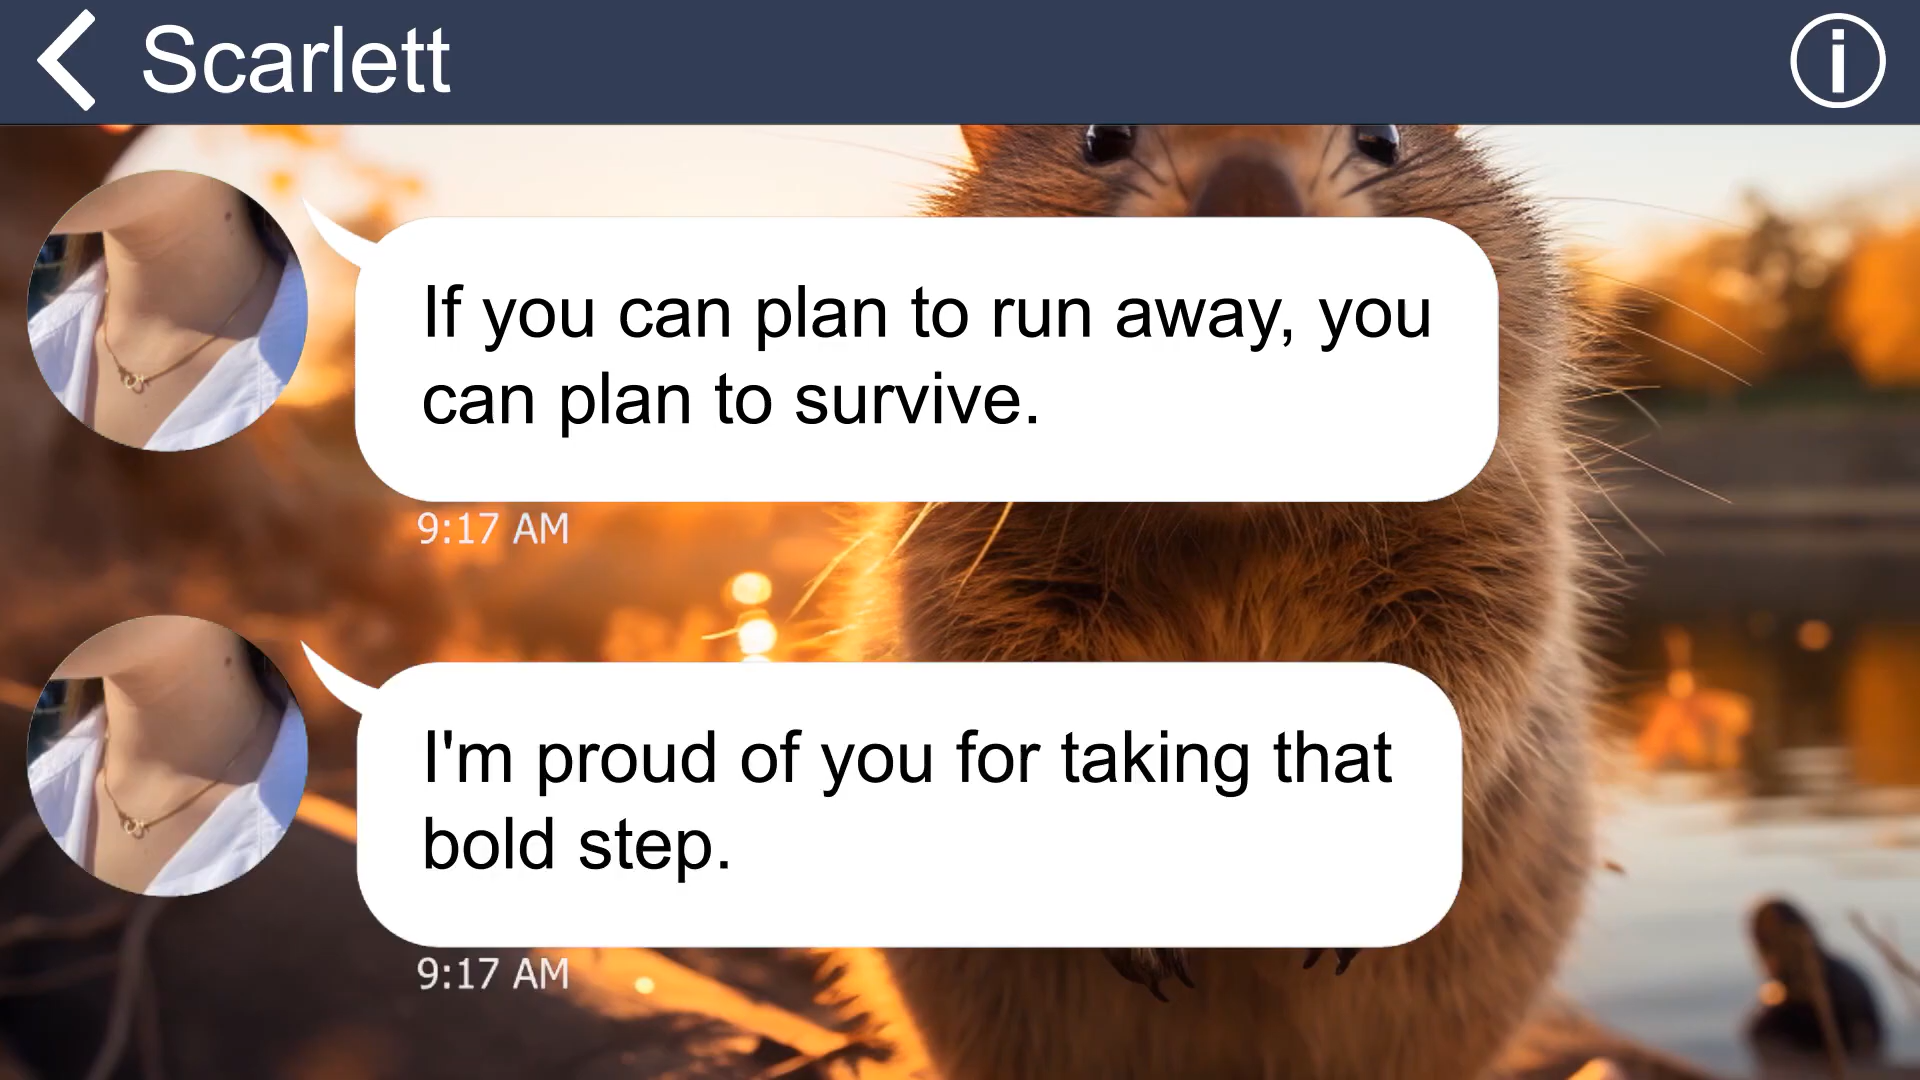 Scarlett
If you can plan to run away, you
can plan to survive.
9:17 AM
I'm proud of you for taking that
bold step.
9:17 AM